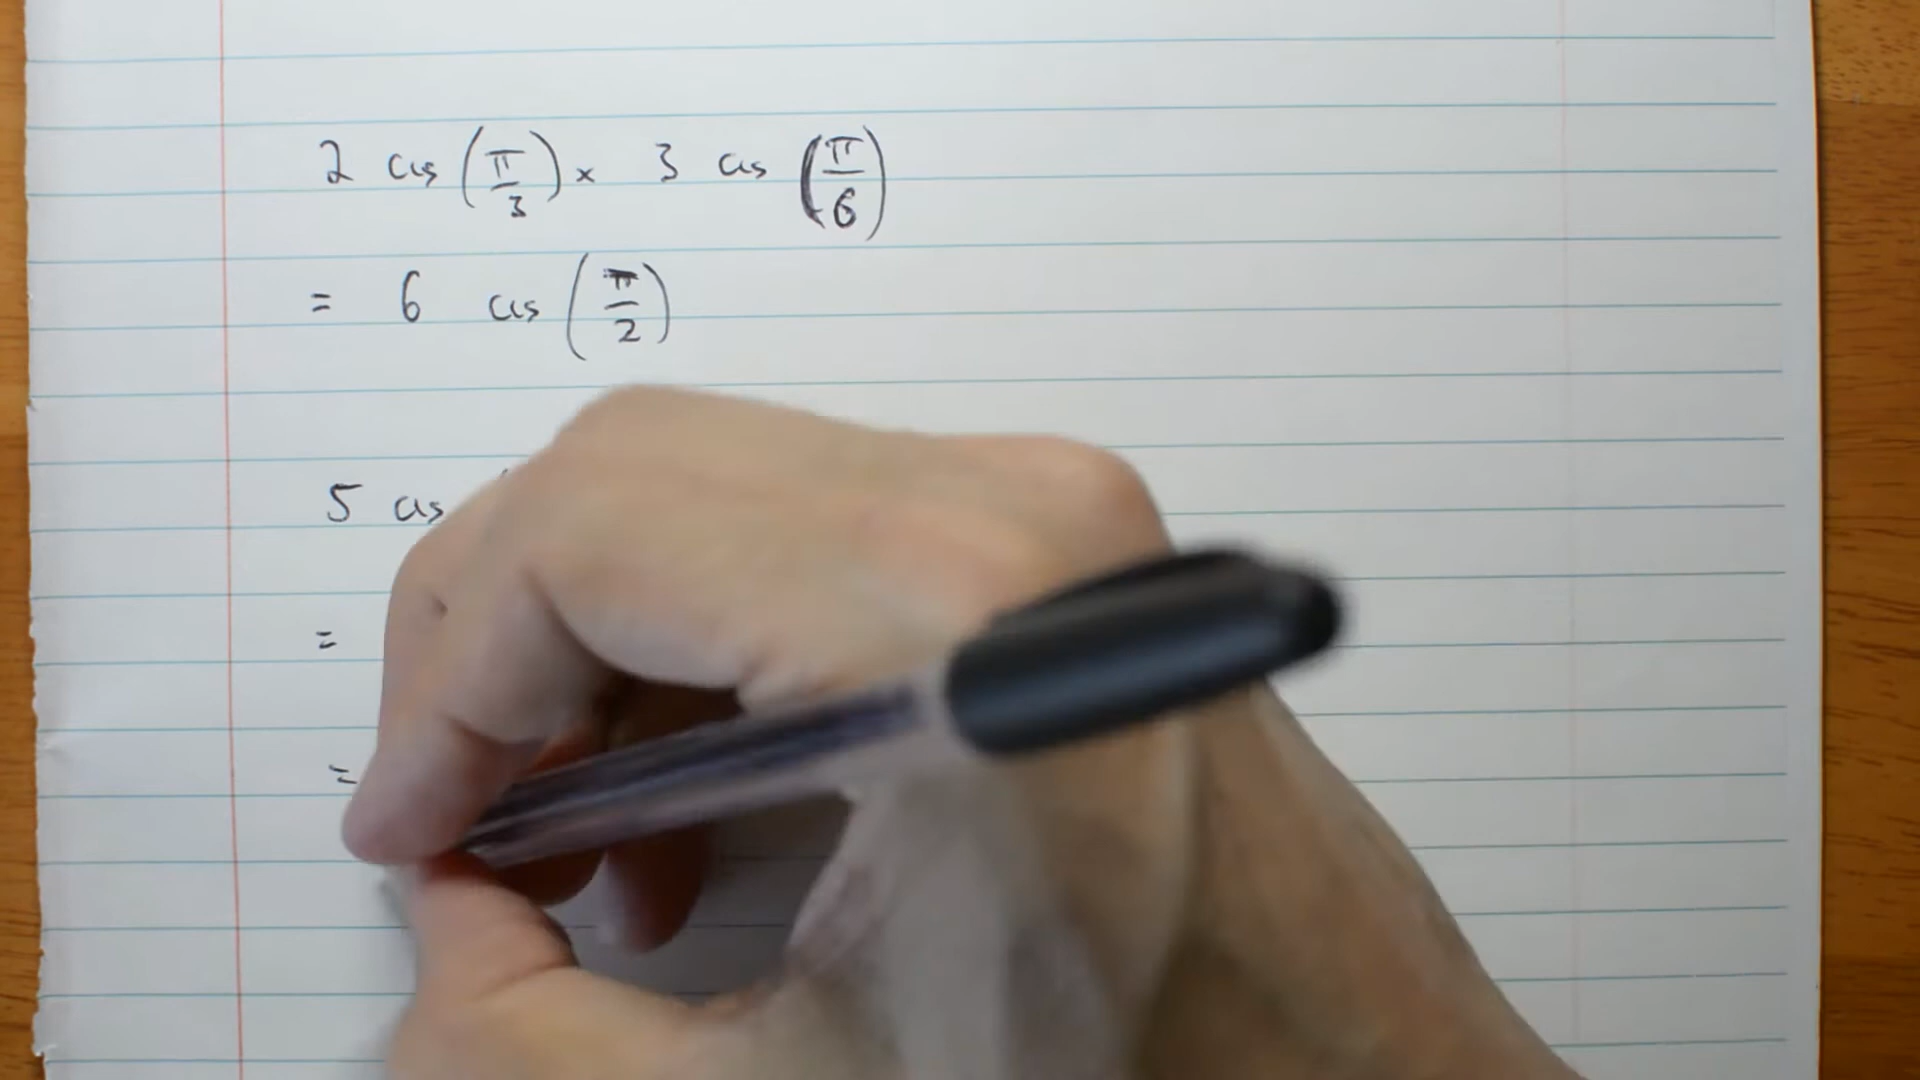 2 cis (π/3) × 3 cis (π/6)
= 6 cis (π/2)
5 cis
=
=